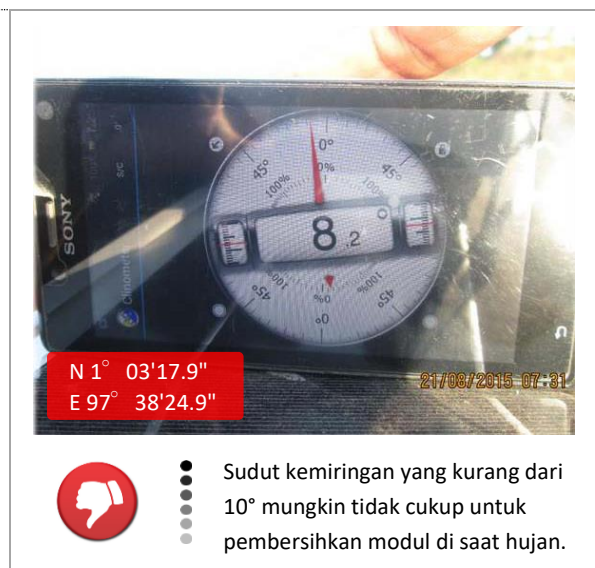 SONY
Clinometer
0°
45°
45°
0%
100%
100%
8.2
100%
100%
0%
45°
45°
0°
N 1° 03'17.9"
E 97° 38'24.9"
21/08/2015 07:31
Sudut kemiringan yang kurang dari
10° mungkin tidak cukup untuk
pembersihkan modul di saat hujan.